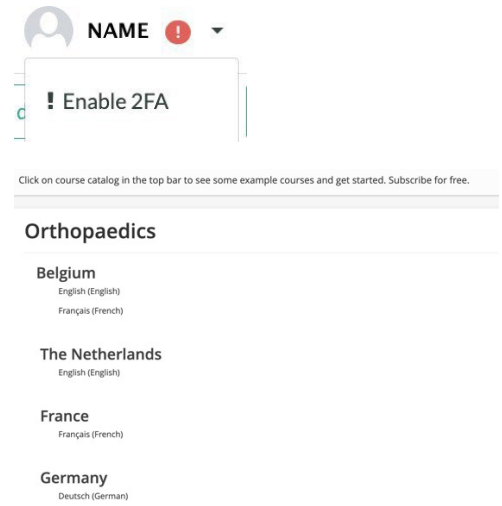 NAME !
! Enable 2FA
Click on course catalog in the top bar to see some example courses and get started. Subscribe for free.
Orthopaedics
Belgium
English (English)
Français (French)
The Netherlands
English (English)
France
Français (French)
Germany
Deutsch (German)